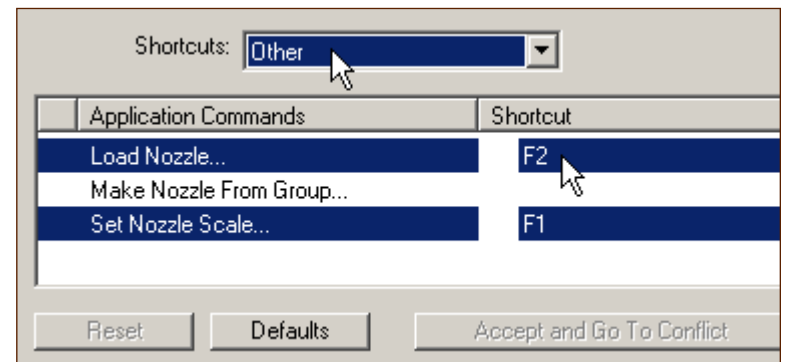 Shortcuts: Other
Application Commands Shortcut
Load Nozzle... F2
Make Nozzle From Group...
Set Nozzle Scale... F1
Reset Defaults Accept and Go To Conflict